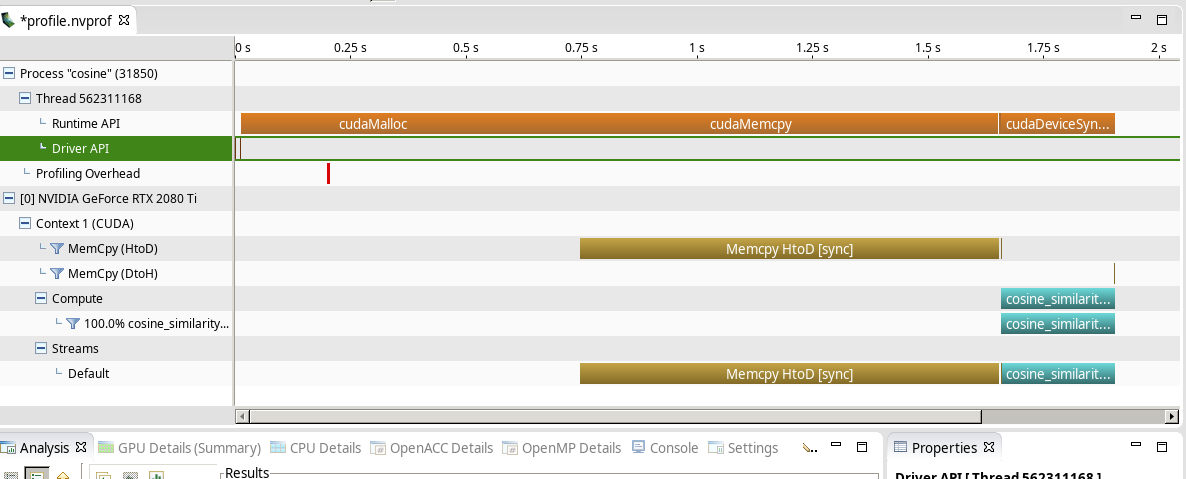 *profile.nvprof
0 s 0.25 s 0.5 s 0.75 s 1 s 1.25 s 1.5 s 1.75 s 2 s
Process "cosine" (31850)
Thread 562311168
Runtime API cudaMalloc cudaMemcpy cudaDeviceSyn...
Driver API
Profiling Overhead
[0] NVIDIA GeForce RTX 2080 Ti
Context 1 (CUDA)
MemCpy (HtoD) Memcpy HtoD [sync]
MemCpy (DtoH)
Compute cosine_similarit...
100.0% cosine_similarity... cosine_similarit...
Streams
Default Memcpy HtoD [sync] cosine_similarit...
Analysis GPU Details (Summary) CPU Details OpenACC Details OpenMP Details Console Settings Properties
Results
Driver API [ Thread 562311168 ]